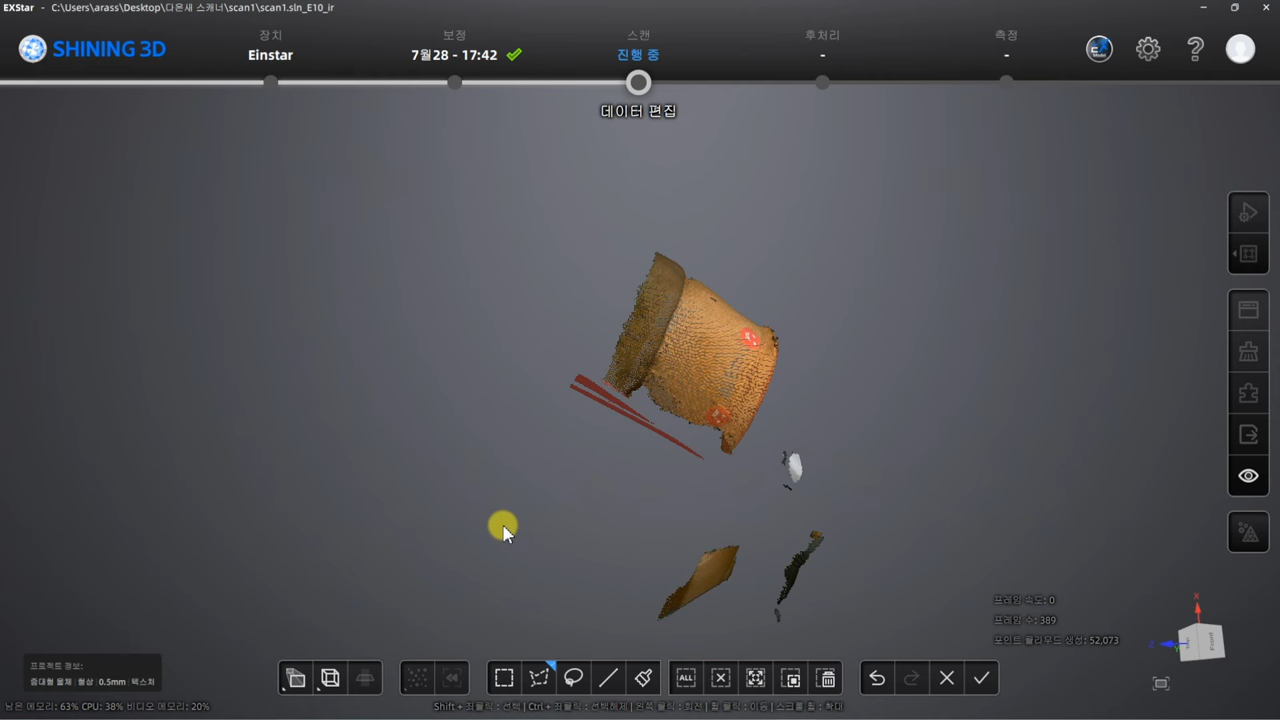 EXStar - C:\Users\arass\Desktop\다온새 스캐너\scan1\scan1.sln_E10_ir
SHINING 3D
장치
Einstar
보정
7월28 - 17:42
스캔
진행 중
후처리
-
측정
-
데이터 편집
프레임 속도: 0
프레임 수: 389
포인트 클라우드 생성: 52,073
X
Z
Y
Front
프로젝트 정보:
중대형 물체 | 형상 | 0.5mm | 텍스처
ALL
남은 메모리: 63% CPU: 38% 비디오 메모리: 20%
Shift + 좌클릭 : 선택 | Ctrl + 좌클릭 : 선택해제 | 왼쪽 클릭 : 회전 | 휠 클릭 : 이동 | 스크롤 휠 : 확대